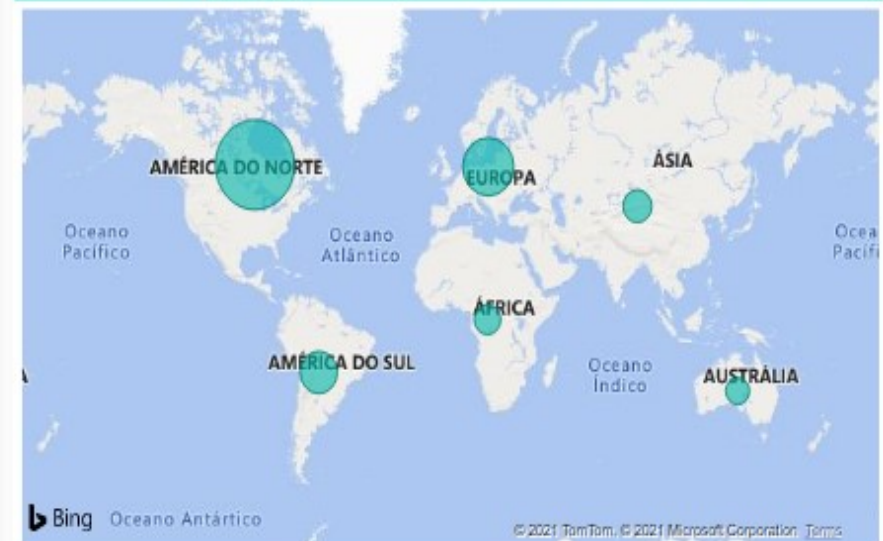 AMÉRICA DO NORTE
EUROPA
ÁSIA
Oceano
Pacífico
Oceano
Atlântico
Ocea
Pacífi
ÁFRICA
AMÉRICA DO SUL
Oceano
Índico
AUSTRÁLIA
A
Bing
Oceano Antártico
© 2021 TomTom, © 2021 Microsoft Corporation Terms